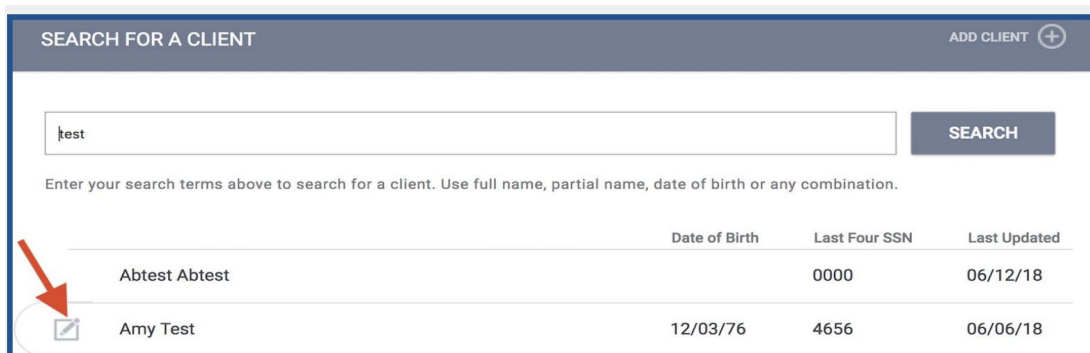 SEARCH FOR A CLIENT ADD CLIENT
test SEARCH
Enter your search terms above to search for a client. Use full name, partial name, date of birth or any combination.
Date of Birth Last Four SSN Last Updated
Abtest Abtest 0000 06/12/18
Amy Test 12/03/76 4656 06/06/18